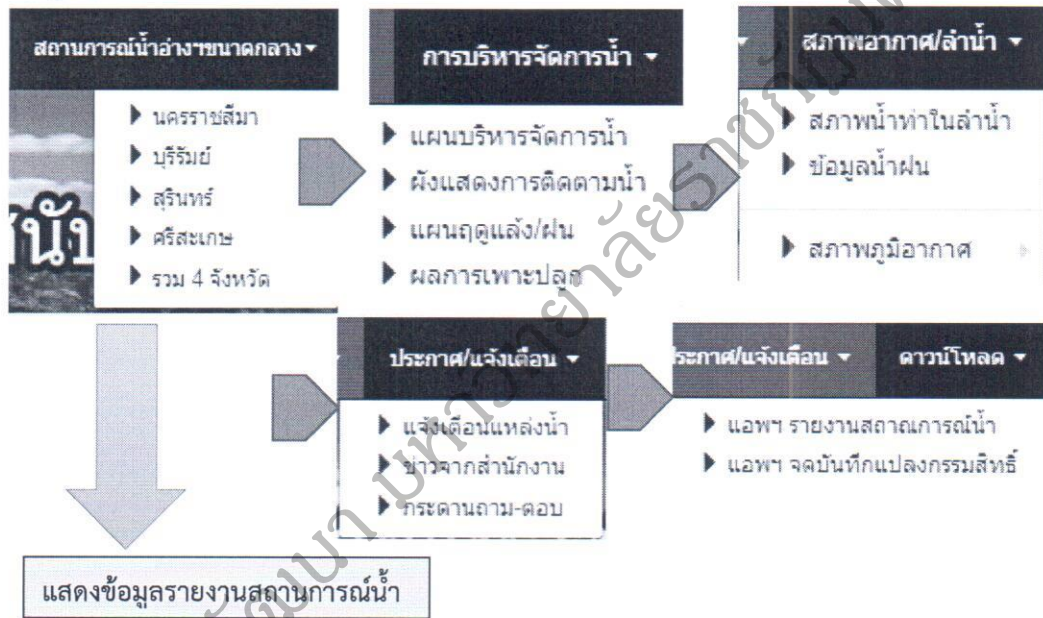 สถานการณ์น้ำอ่างฯขนาดกลาง
นครราชสีมา
บุรีรัมย์
สุรินทร์
ศรีสะเกษ
รวม 4 จังหวัด
การบริหารจัดการน้ำ
แผนบริหารจัดการน้ำ
ผังแสดงการติดตามน้ำ
แผนฤดูแล้ง/ฝน
ผลการเพาะปลูก
สภาพอากาศ/ลำน้ำ
สภาพน้ำท่าในลำน้ำ
ข้อมูลน้ำฝน
สภาพภูมิอากาศ
ประกาศ/แจ้งเตือน
แจ้งเตือนแหล่งน้ำ
ข่าวจากสำนักงาน
กระดานถาม-ตอบ
ประกาศ/แจ้งเตือน ดาวน์โหลด
แอพฯ รายงานสถาณการณ์น้ำ
แอพฯ จดบันทึกแปลงกรรมสิทธิ์
แสดงข้อมูลรายงานสถานการณ์น้ำ